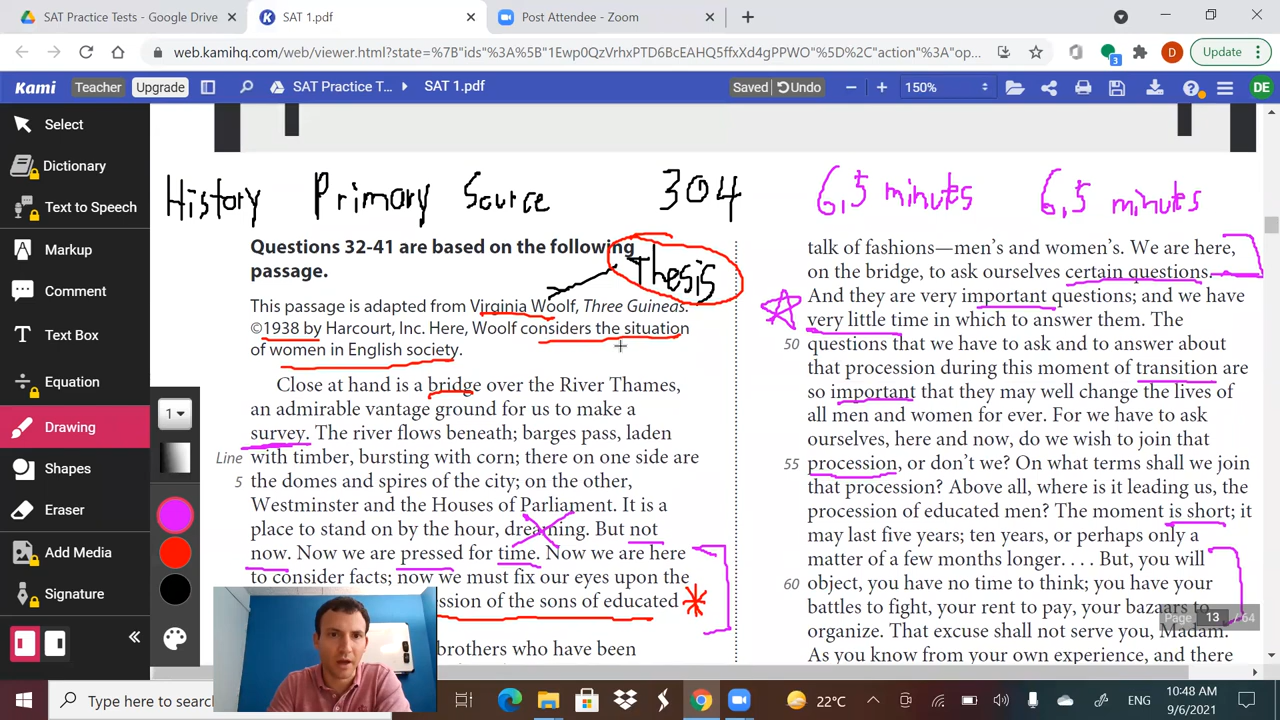 SAT Practice Tests - Google Drive
SAT 1.pdf
Post Attendee - Zoom
web.kamihq.com/web/viewer.html?state=%7B"ids"%3A%5B"1Ewp0QzVrhxPTD6BcEAHQ5ffxXd4gPPWO"%5D%2C"action"%3A"op...
3
D
Update
Kami
Teacher
Upgrade
SAT Practice T...
SAT 1.pdf
Saved
Undo
150%
DE
Select
Dictionary
Text to Speech
Markup
Comment
Text Box
Equation
Drawing
Shapes
Eraser
Add Media
Signature
1
History Primary Source 304 6,5 minutes 6,5 minutes
Thesis
Questions 32-41 are based on the following
passage.
This passage is adapted from Virginia Woolf, Three Guineas.
©1938 by Harcourt, Inc. Here, Woolf considers the situation
of women in English society.
Close at hand is a bridge over the River Thames,
an admirable vantage ground for us to make a
survey. The river flows beneath; barges pass, laden
Line with timber, bursting with corn; there on one side are
5 the domes and spires of the city; on the other,
Westminster and the Houses of Parliament. It is a
place to stand on by the hour, dreaming. But not
now. Now we are pressed for time. Now we are here
to consider facts; now we must fix our eyes upon the
ssion of the sons of educated
brothers who have been
talk of fashions—men's and women's. We are here,
on the bridge, to ask ourselves certain questions.
And they are very important questions; and we have
very little time in which to answer them. The
50 questions that we have to ask and to answer about
that procession during this moment of transition are
so important that they may well change the lives of
all men and women for ever. For we have to ask
ourselves, here and now, do we wish to join that
55 procession, or don't we? On what terms shall we join
that procession? Above all, where is it leading us, the
procession of educated men? The moment is short; it
may last five years; ten years, or perhaps only a
matter of a few months longer. . . . But, you will
60 object, you have no time to think; you have your
battles to fight, your rent to pay, your bazaars to
organize. That excuse shall not serve you, Madam.
As you know from your own experience, and there
Page 13 / 64
Type here to search
22°C
ENG
10:48 AM
9/6/2021